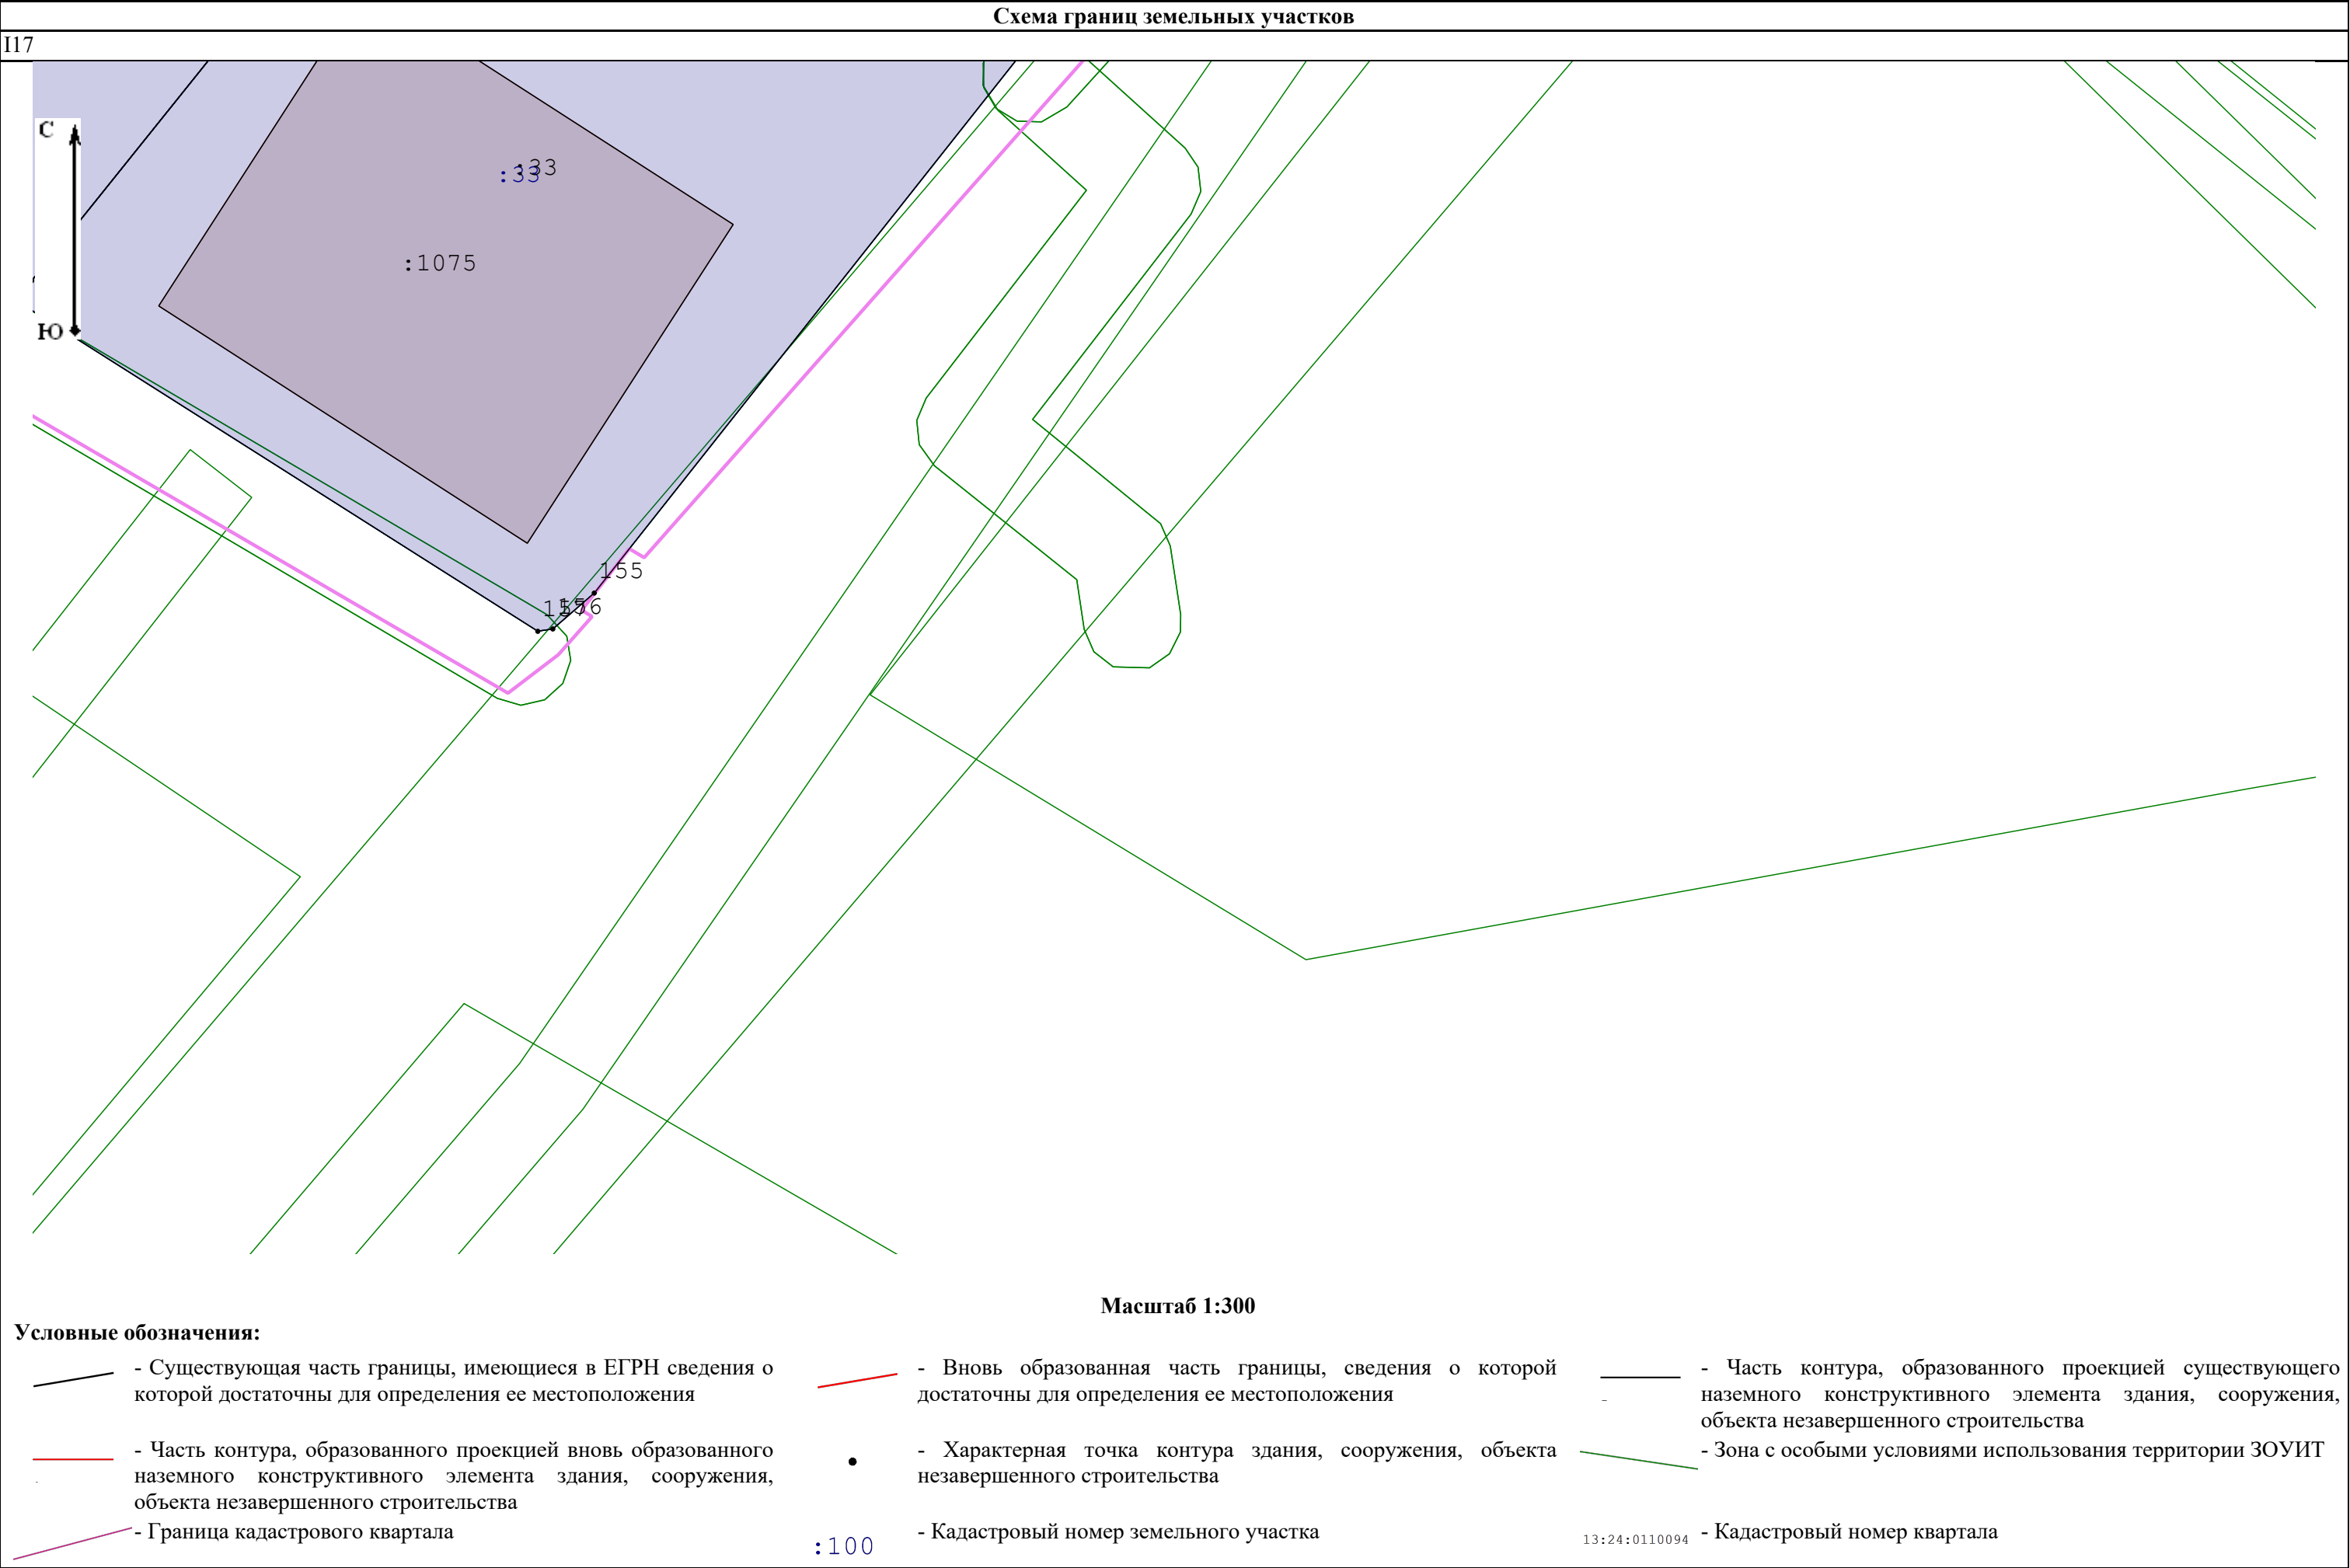 Схема границ земельных участков
I17
С
:33
:33
:1075
Ю
155
157
156
Масштаб 1:300
Условные обозначения:
- Существующая часть границы, имеющиеся в ЕГРН сведения о
которой достаточны для определения ее местоположения
- Вновь образованная часть границы, сведения о которой
достаточны для определения ее местоположения
- Часть контура, образованного проекцией существующего
наземного конструктивного элемента здания, сооружения,
объекта незавершенного строительства
- Часть контура, образованного проекцией вновь образованного
наземного конструктивного элемента здания, сооружения,
объекта незавершенного строительства
- Характерная точка контура здания, сооружения, объекта
незавершенного строительства
- Зона с особыми условиями использования территории ЗОУИТ
- Граница кадастрового квартала
:100
- Кадастровый номер земельного участка
13:24:0110094
- Кадастровый номер квартала